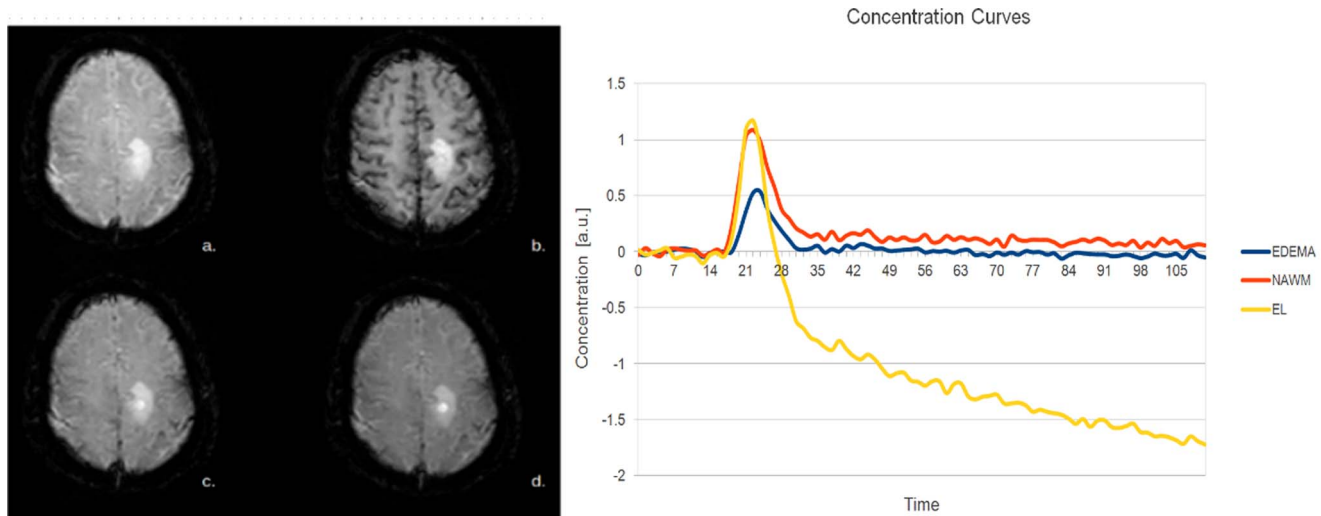 a.
b.
c.
d.
Concentration Curves
Concentration [a.u.]
1.5
1
0.5
0
-0.5
-1
-1.5
-2
0 7 14 21 28 35 42 49 56 63 70 77 84 91 98 105
Time
EDEMA
NAWM
EL